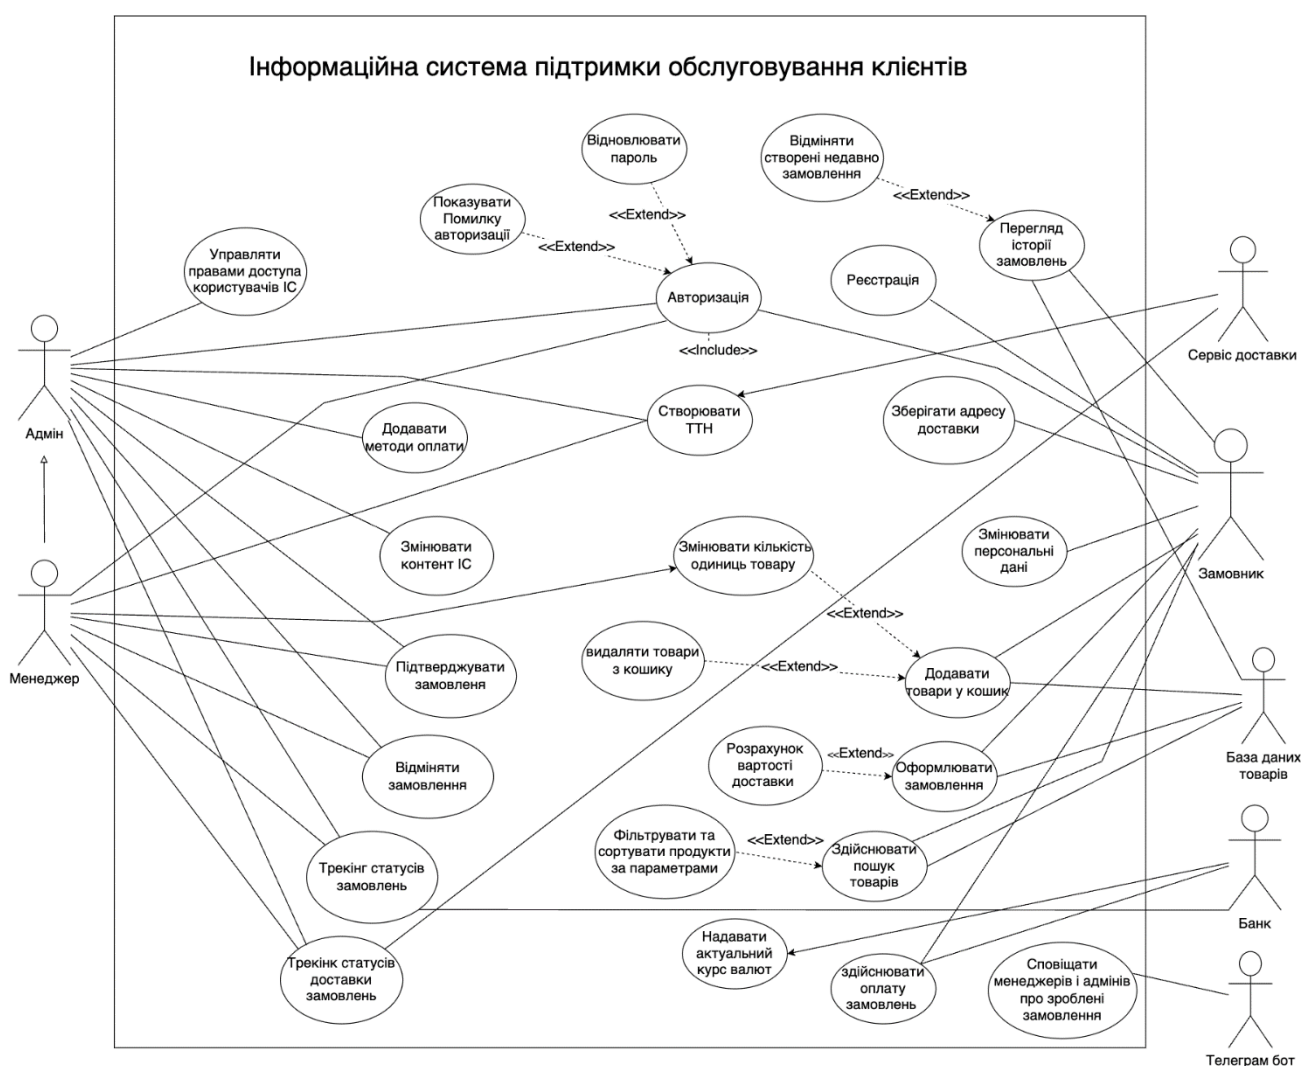 Інформаційна система підтримки обслуговування клієнтів
Відновлювати
пароль
Відміняти
створені недавно
замовлення
<<Extend>>
<<Extend>>
Показувати
Помилку
авторизації
<<Extend>>
Перегляд
історії
замовлень
Управляти
правами доступа
користувачів ІС
Авторизація
Реєстрація
<<Include>>
Сервіс доставки
Адмін
Додавати
методи оплати
Створювати
ТТН
Зберігати адресу
доставки
Змінювати
контент ІС
Змінювати кількість
одиниць товару
Змінювати
персональні
дані
Замовник
<<Extend>>
Менеджер
Підтверджувати
замовленя
видаляти товари
з кошику
<<Extend>>
Додавати
товари у кошик
Відміняти
замовлення
Розрахунок
вартості
доставки
<<Extend>>
Оформлювати
замовлення
База даних
товарів
Трекінг статусів
замовлень
Фільтрувати та
сортувати продукти
за параметрами
<<Extend>>
Здійснювати
пошук
товарів
Банк
Трекінк статусів
доставки
замовлень
Надавати
актуальний
курс валют
здійснювати
оплату
замовлень
Сповіщати
менеджерів і адмінів
про зроблені
замовлення
Телеграм бот